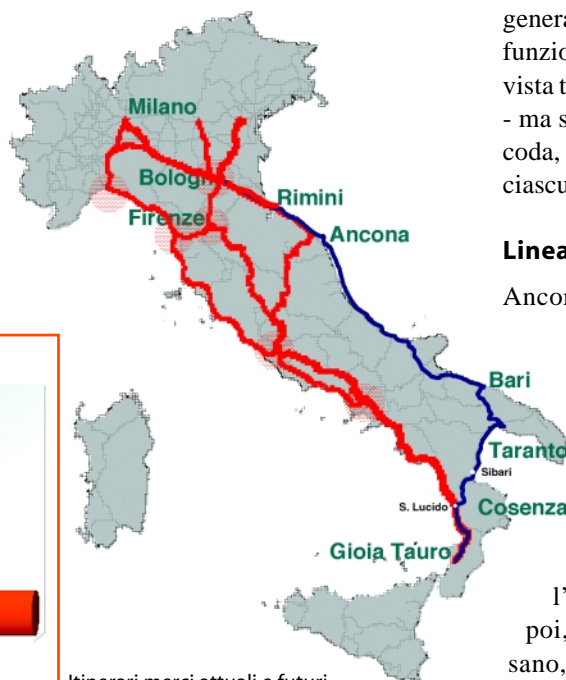 genera
funzio
vista t
- ma s
coda,
ciascu
Linea
Ancor
Milano
Bologn
Rimini
Firenze
Ancona
Bari
Taranto
Sibari
S. Lucido
Cosenza
Gioia Tauro
l’
poi,
sano,
Itinerari merci attuali e futuri